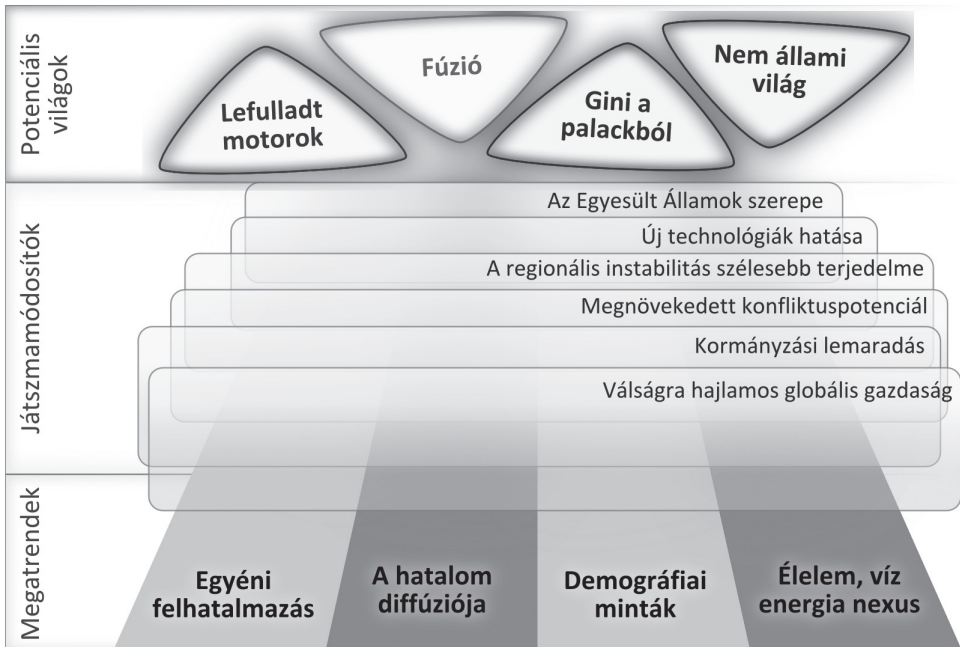 Potenciális
világok
Lefulladt
motorok
Fúzió
Gini a
palackból
Nem állami
világ
Játszmamódosítók
Az Egyesült Államok szerepe
Új technológiák hatása
A regionális instabilitás szélesebb terjedelme
Megnövekedett konfliktuspotenciál
Kormányzási lemaradás
Válságra hajlamos globális gazdaság
Megatrendek
Egyéni
felhatalmazás
A hatalom
diffúziója
Demográfiai
minták
Élelem, víz
energia nexus